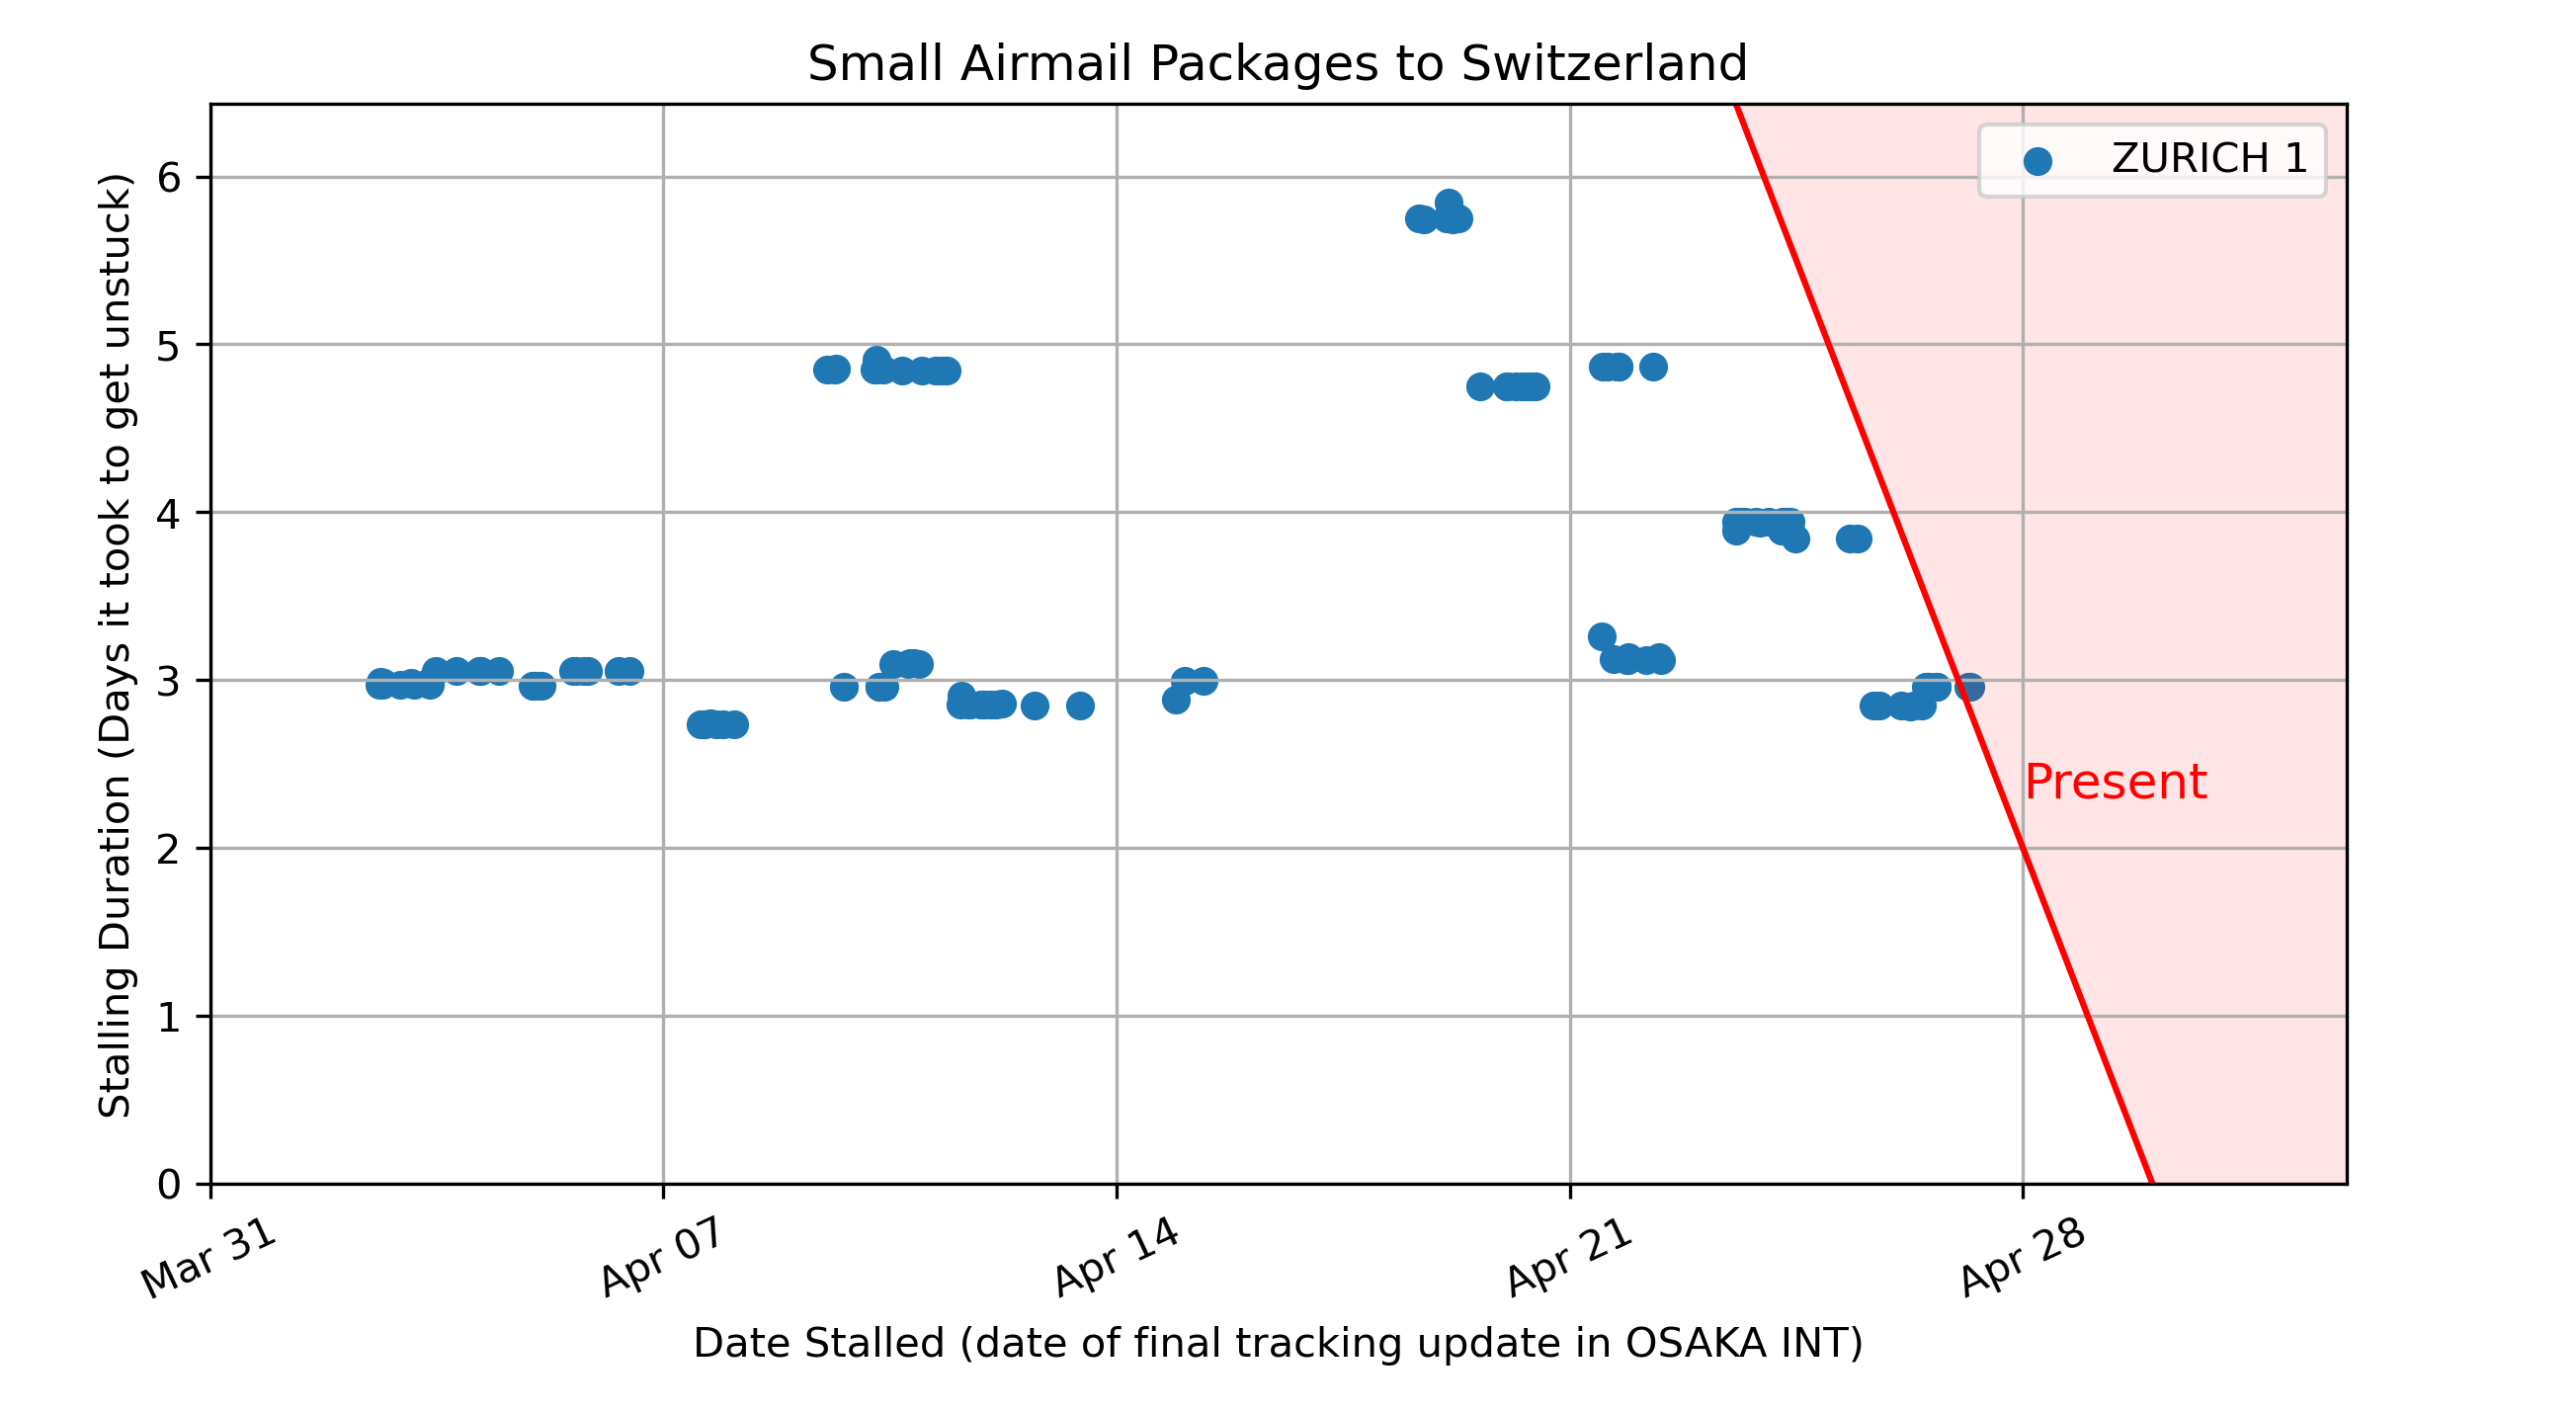 Small Airmail Packages to Switzerland
Stalling Duration (Days it took to get unstuck)
6
5
4
3
2
1
0
ZURICH 1
Present
Mar 31
Apr 07
Apr 14
Apr 21
Apr 28
Date Stalled (date of final tracking update in OSAKA INT)